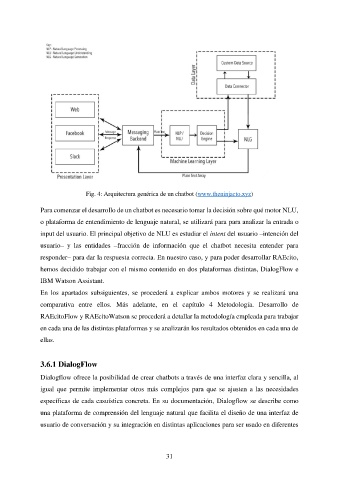 Key:
NLP: Natural Language Processing
NLU: Natural Language Understanding
NLG: Natural Language Generation
Data Layer
Custom Data Source
Data Connector
Web
Facebook
Slack
Presentation Layer
Message
Response
Messaging
Backend
Plain Text
NLP /
NLU
Decision
Engine
Machine Learning Layer
NLG
Plain Text Array
Fig. 4: Arquitectura genérica de un chatbot (www.theninjacto.xyz)
Para comenzar el desarrollo de un chatbot es necesario tomar la decisión sobre qué motor NLU,
o plataforma de entendimiento de lenguaje natural, se utilizará para para analizar la entrada o
input del usuario. El principal objetivo de NLU es estudiar el intent del usuario –intención del
usuario– y las entidades –fracción de información que el chatbot necesita entender para
responder– para dar la respuesta correcta. En nuestro caso, y para poder desarrollar RAEcito,
hemos decidido trabajar con el mismo contenido en dos plataformas distintas, DialogFlow e
IBM Watson Assistant.
En los apartados subsiguientes, se procederá a explicar ambos motores y se realizará una
comparativa entre ellos. Más adelante, en el capítulo 4 Metodología. Desarrollo de
RAEcitoFlow y RAEcitoWatson se procederá a detallar la metodología empleada para trabajar
en cada una de las distintas plataformas y se analizarán los resultados obtenidos en cada una de
ellas.
3.6.1 DialogFlow
Dialogflow ofrece la posibilidad de crear chatbots a través de una interfaz clara y sencilla, al
igual que permite implementar otros más complejos para que se ajusten a las necesidades
específicas de cada casuística concreta. En su documentación, Dialogflow se describe como
una plataforma de comprensión del lenguaje natural que facilita el diseño de una interfaz de
usuario de conversación y su integración en distintas aplicaciones para ser usado en diferentes
31